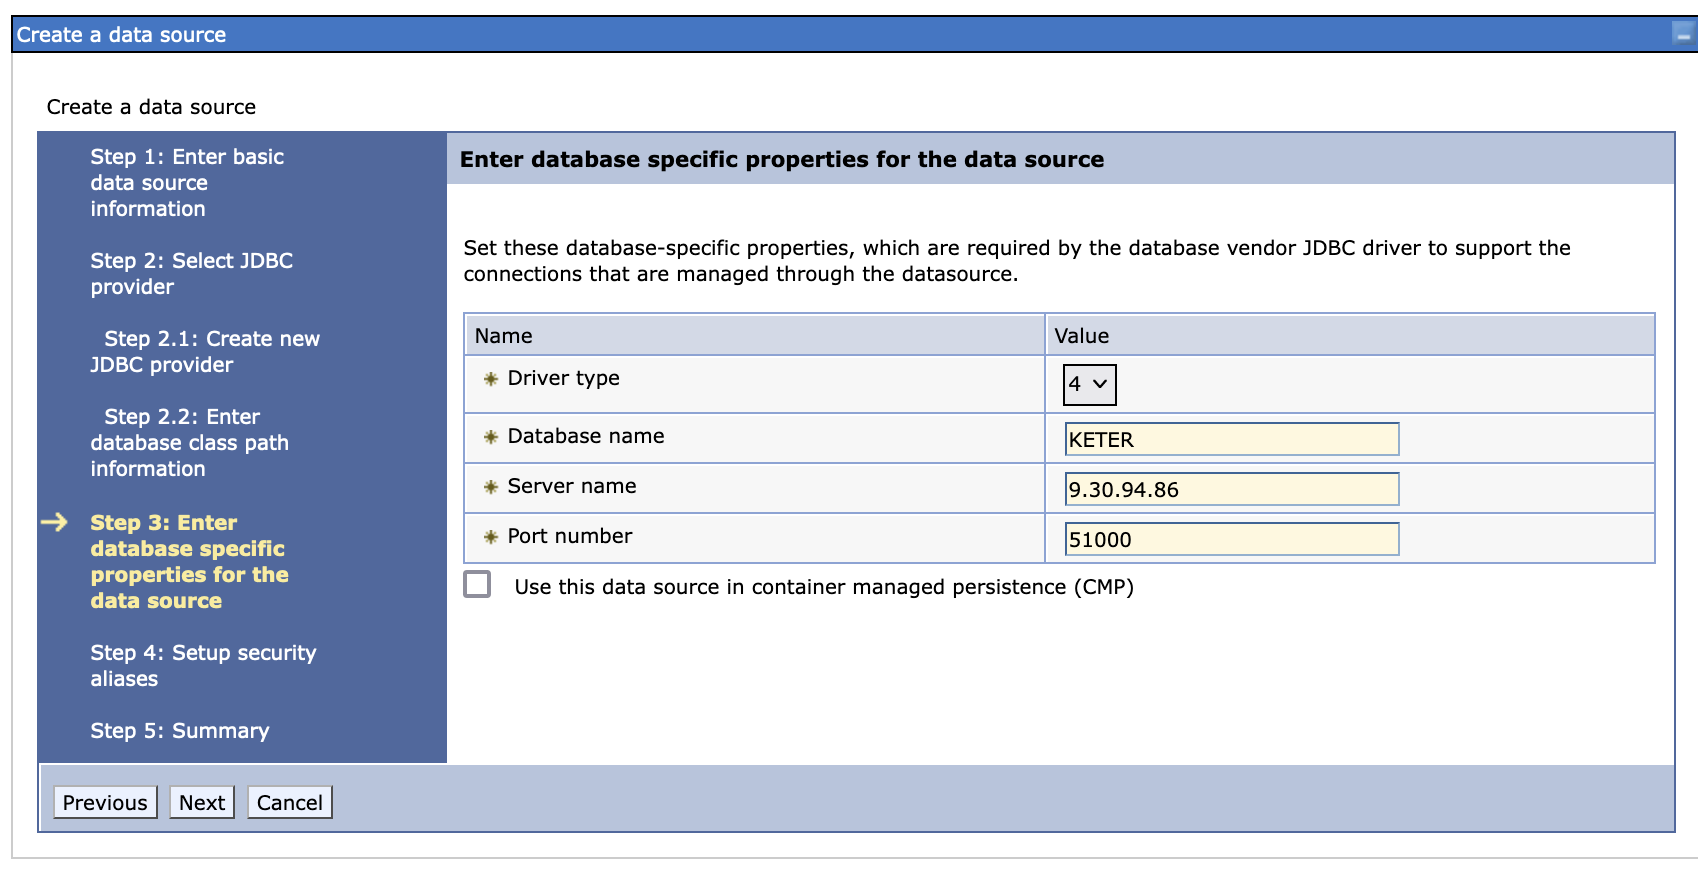 Create a data source
Create a data source
Step 1: Enter basic
data source
information
Step 2: Select JDBC
provider
Step 2.1: Create new
JDBC provider
Step 2.2: Enter
database class path
information
Step 3: Enter
database specific
properties for the
data source
Step 4: Setup security
aliases
Step 5: Summary
Enter database specific properties for the data source
Set these database-specific properties, which are required by the database vendor JDBC driver to support the
connections that are managed through the datasource.
Name Value
Driver type 4
Database name KETER
Server name 9.30.94.86
Port number 51000
Use this data source in container managed persistence (CMP)
Previous Next Cancel